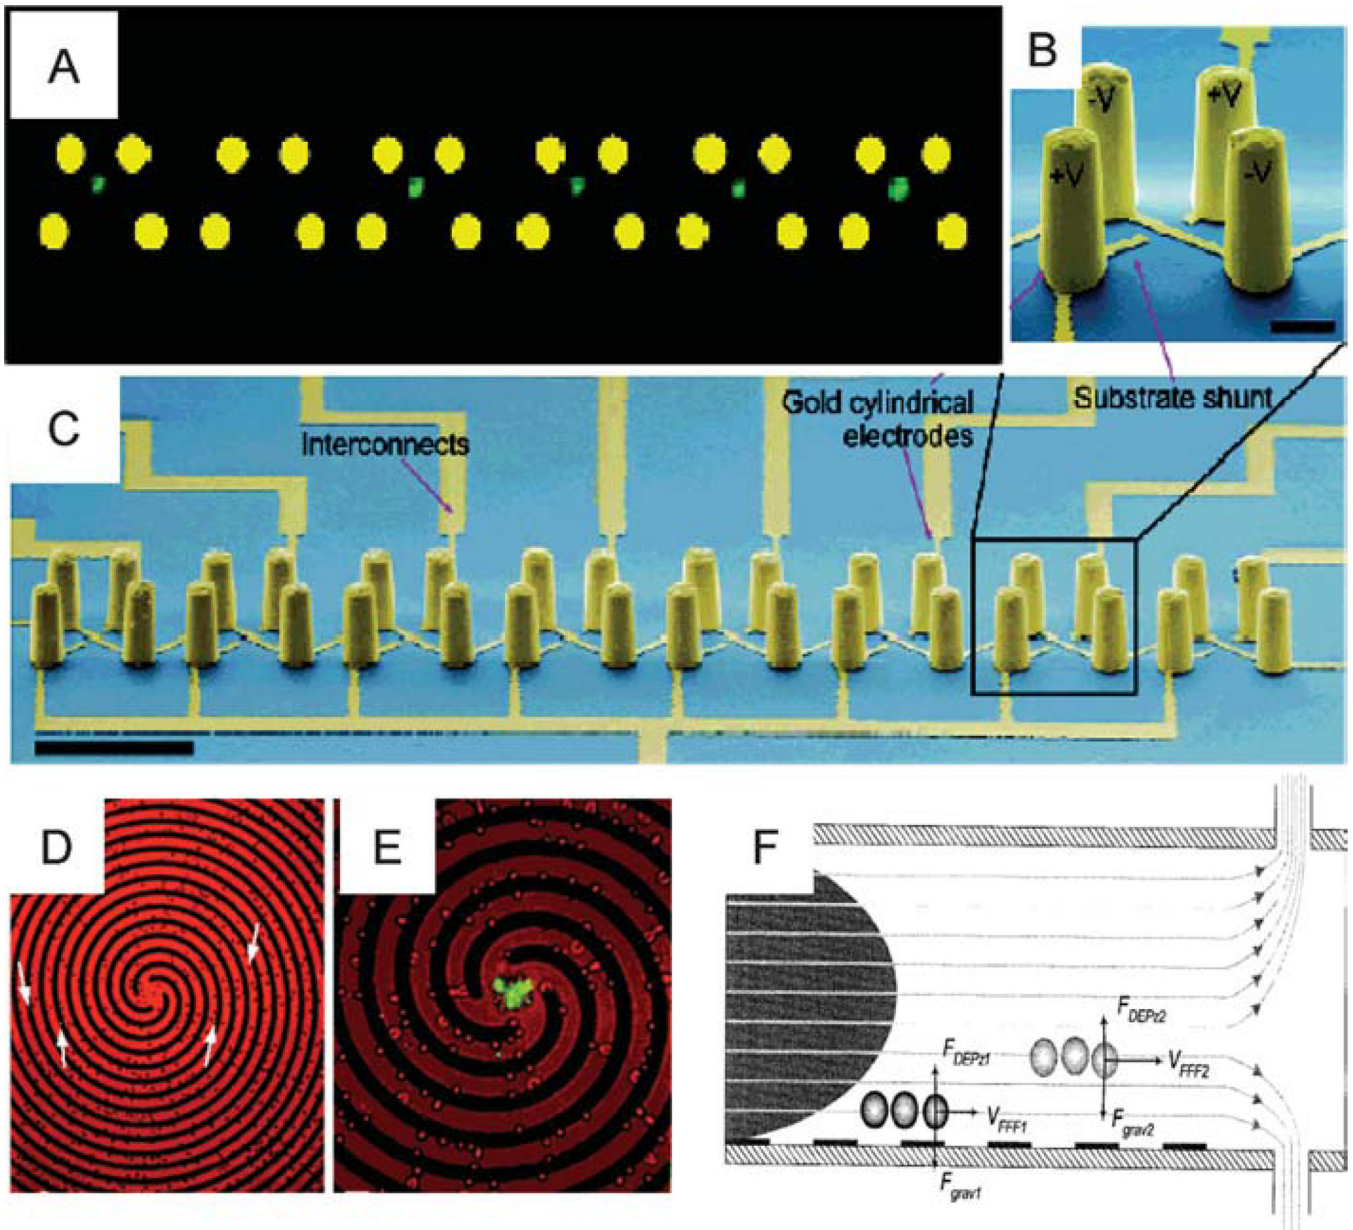 A
B
-V
+V
+V
-V
C
Interconnects
Gold cylindrical
electrodes
Substrate shunt
D
E
F
F_DEPz2
F_DEPz1
V_FFF2
V_FFF1
F_grav2
F_grav1